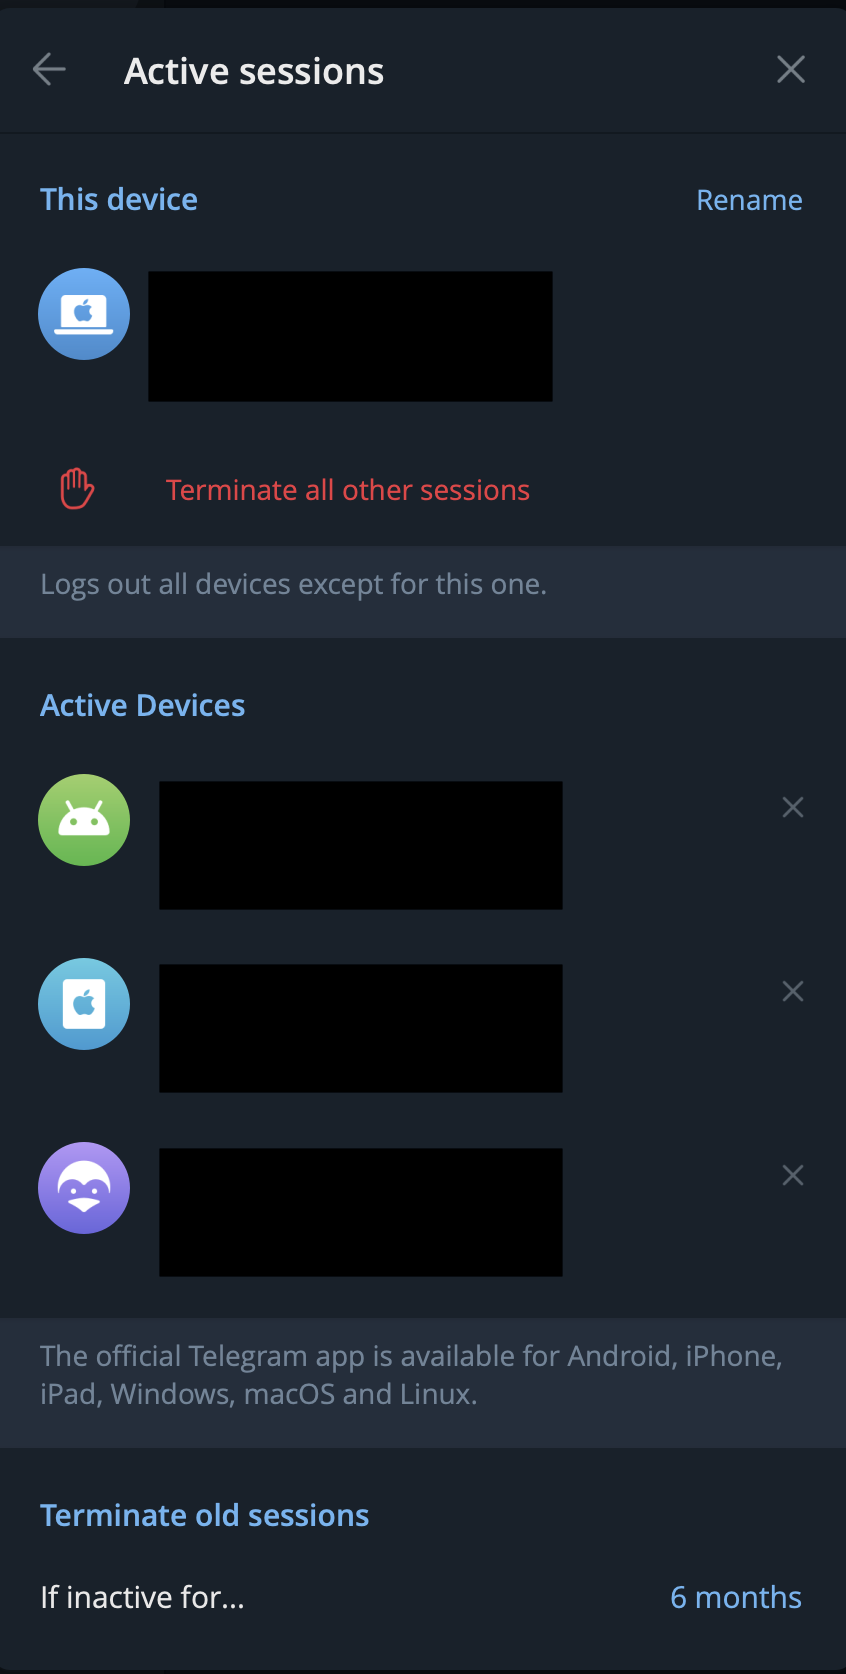 Active sessions
This device
Rename
Terminate all other sessions
Logs out all devices except for this one.
Active Devices
The official Telegram app is available for Android, iPhone,
iPad, Windows, macOS and Linux.
Terminate old sessions
If inactive for...
6 months